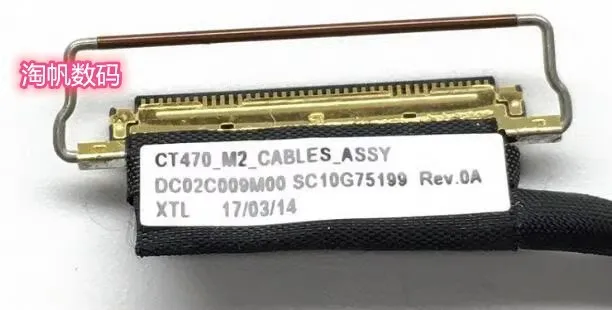 淘帆数码
CT470_M2_CABLES_ASSY
DC02C009M00 SC10G75199 Rev.0A
XTL 17/03/14